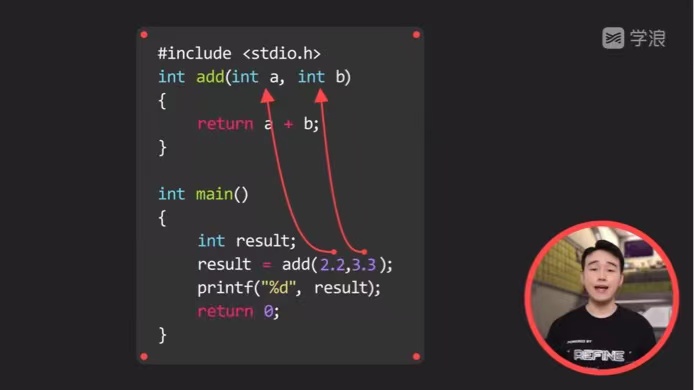 学浪
#include <stdio.h>
int add(int a, int b)
{
    return a + b;
}

int main()
{
    int result;
    result = add(2.2,3.3);
    printf("%d", result);
    return 0;
}
REFINE